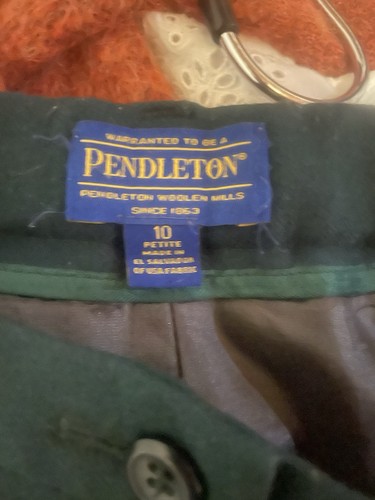 WARRANTED TO BE A
PENDLETON®
PENDLETON WOOLEN MILLS
SINCE 1863
10
PETITE
MADE IN
EL SALVADOR
OF USA FABRIC